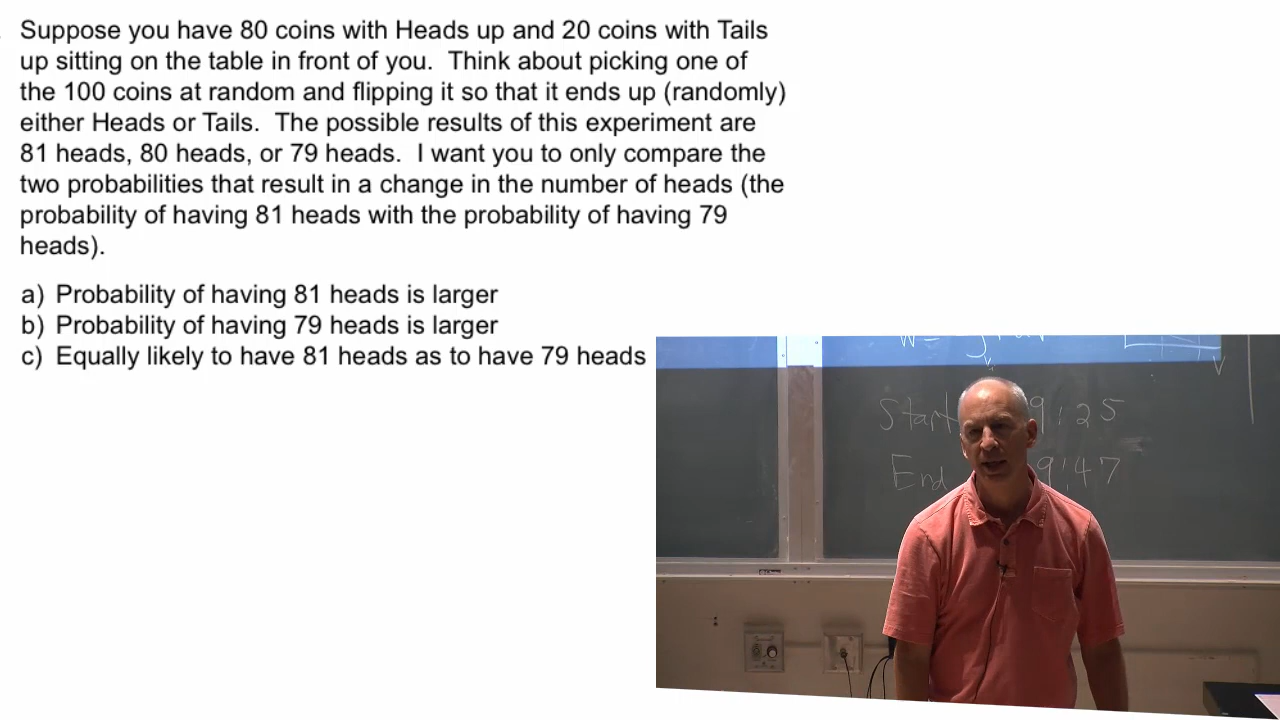 Suppose you have 80 coins with Heads up and 20 coins with Tails
up sitting on the table in front of you.  Think about picking one of
the 100 coins at random and flipping it so that it ends up (randomly)
either Heads or Tails.  The possible results of this experiment are
81 heads, 80 heads, or 79 heads.  I want you to only compare the
two probabilities that result in a change in the number of heads (the
probability of having 81 heads with the probability of having 79
heads).
a) Probability of having 81 heads is larger
b) Probability of having 79 heads is larger
c) Equally likely to have 81 heads as to have 79 heads
Start 9:25
End 9:47